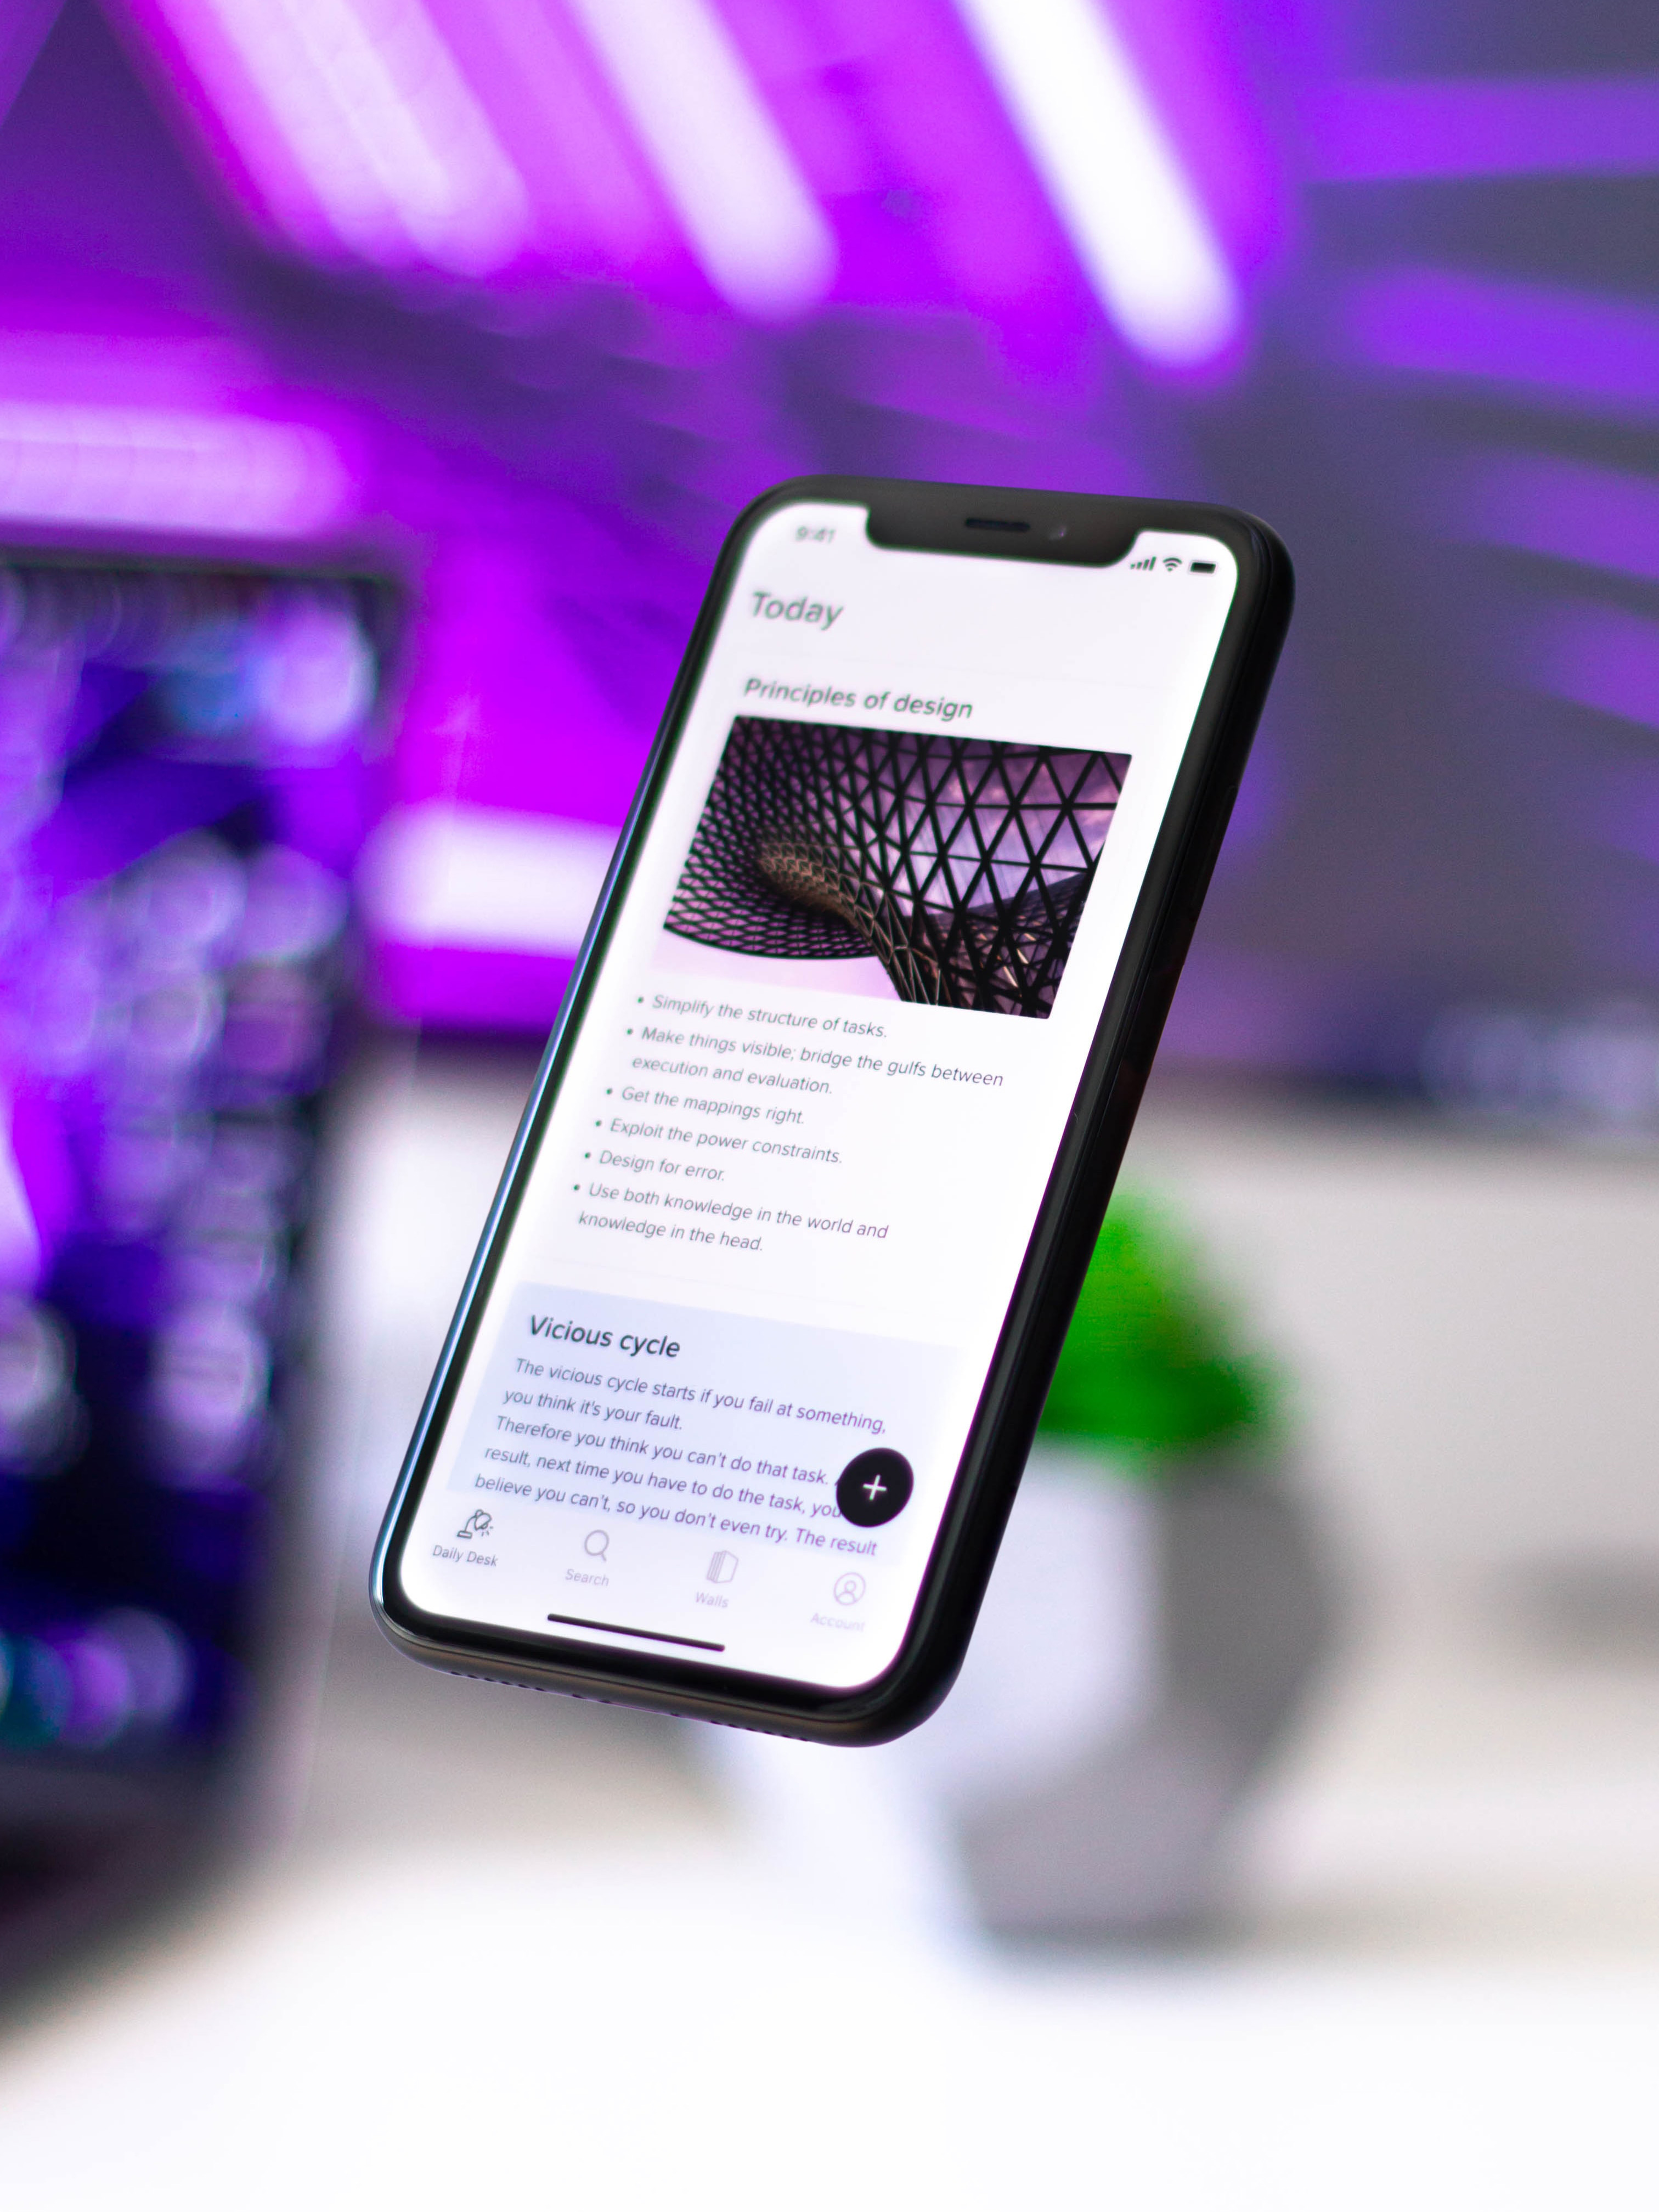 9:41
Today
Principles of design
• Simplify the structure of tasks.
• Make things visible; bridge the gulfs between
execution and evaluation.
• Get the mappings right.
• Exploit the power constraints.
• Design for error.
• Use both knowledge in the world and
knowledge in the head.
Vicious cycle
The vicious cycle starts if you fail at something,
you think it's your fault.
Therefore you think you can't do that task.
result, next time you have to do the task, you
believe you can't, so you don't even try. The result
+
Daily Desk
Search
Walls
Account